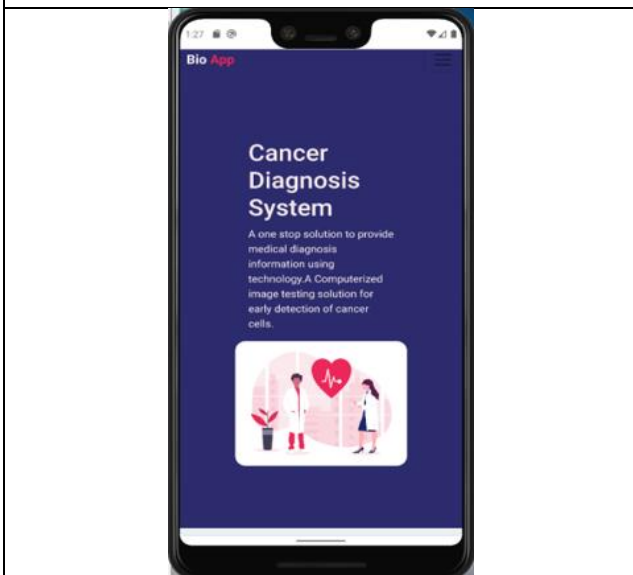 1:27
Bio App
Cancer
Diagnosis
System
A one stop solution to provide
medical diagnosis
information using
technology.A Computerized
image testing solution for
early detection of cancer
cells.